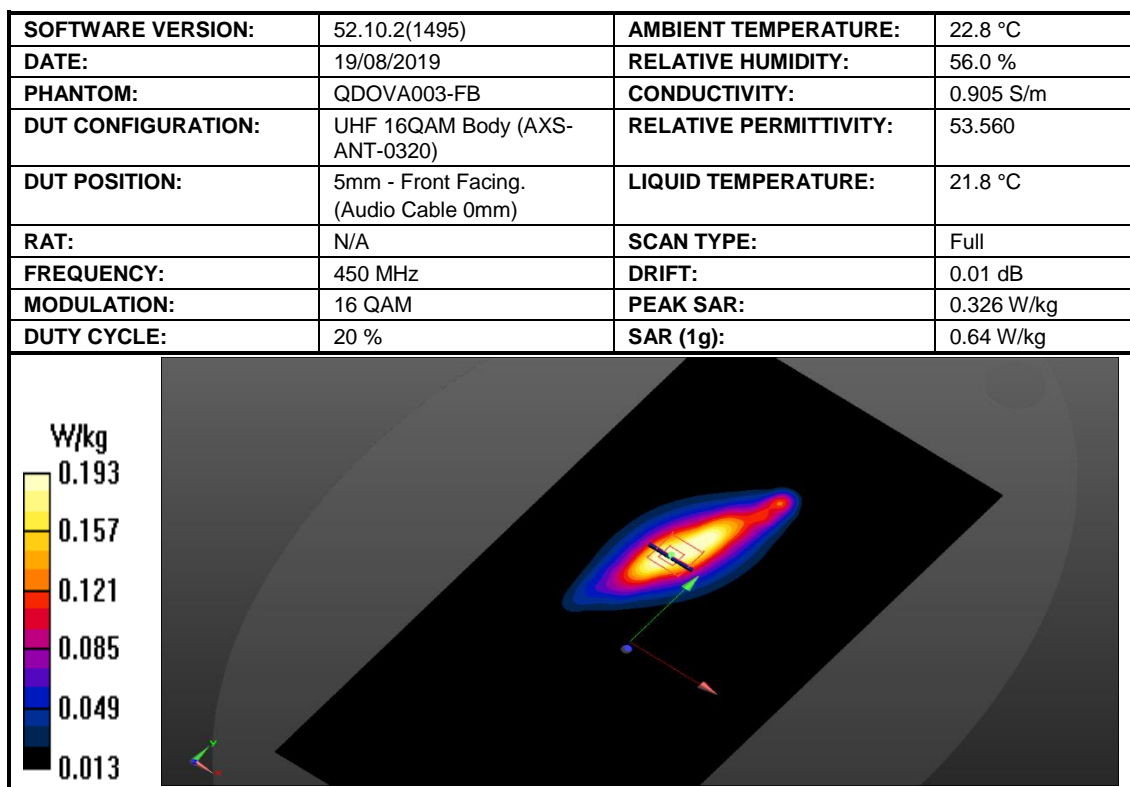 SOFTWARE VERSION: 52.10.2(1495) AMBIENT TEMPERATURE: 22.8 °C
DATE: 19/08/2019 RELATIVE HUMIDITY: 56.0 %
PHANTOM: QDOVA003-FB CONDUCTIVITY: 0.905 S/m
DUT CONFIGURATION: UHF 16QAM Body (AXS- RELATIVE PERMITTIVITY: 53.560
ANT-0320)
DUT POSITION: 5mm - Front Facing. LIQUID TEMPERATURE: 21.8 °C
(Audio Cable 0mm)
RAT: N/A SCAN TYPE: Full
FREQUENCY: 450 MHz DRIFT: 0.01 dB
MODULATION: 16 QAM PEAK SAR: 0.326 W/kg
DUTY CYCLE: 20 % SAR (1g): 0.64 W/kg
W/kg
0.193
0.157
0.121
0.085
0.049
0.013
Y
x